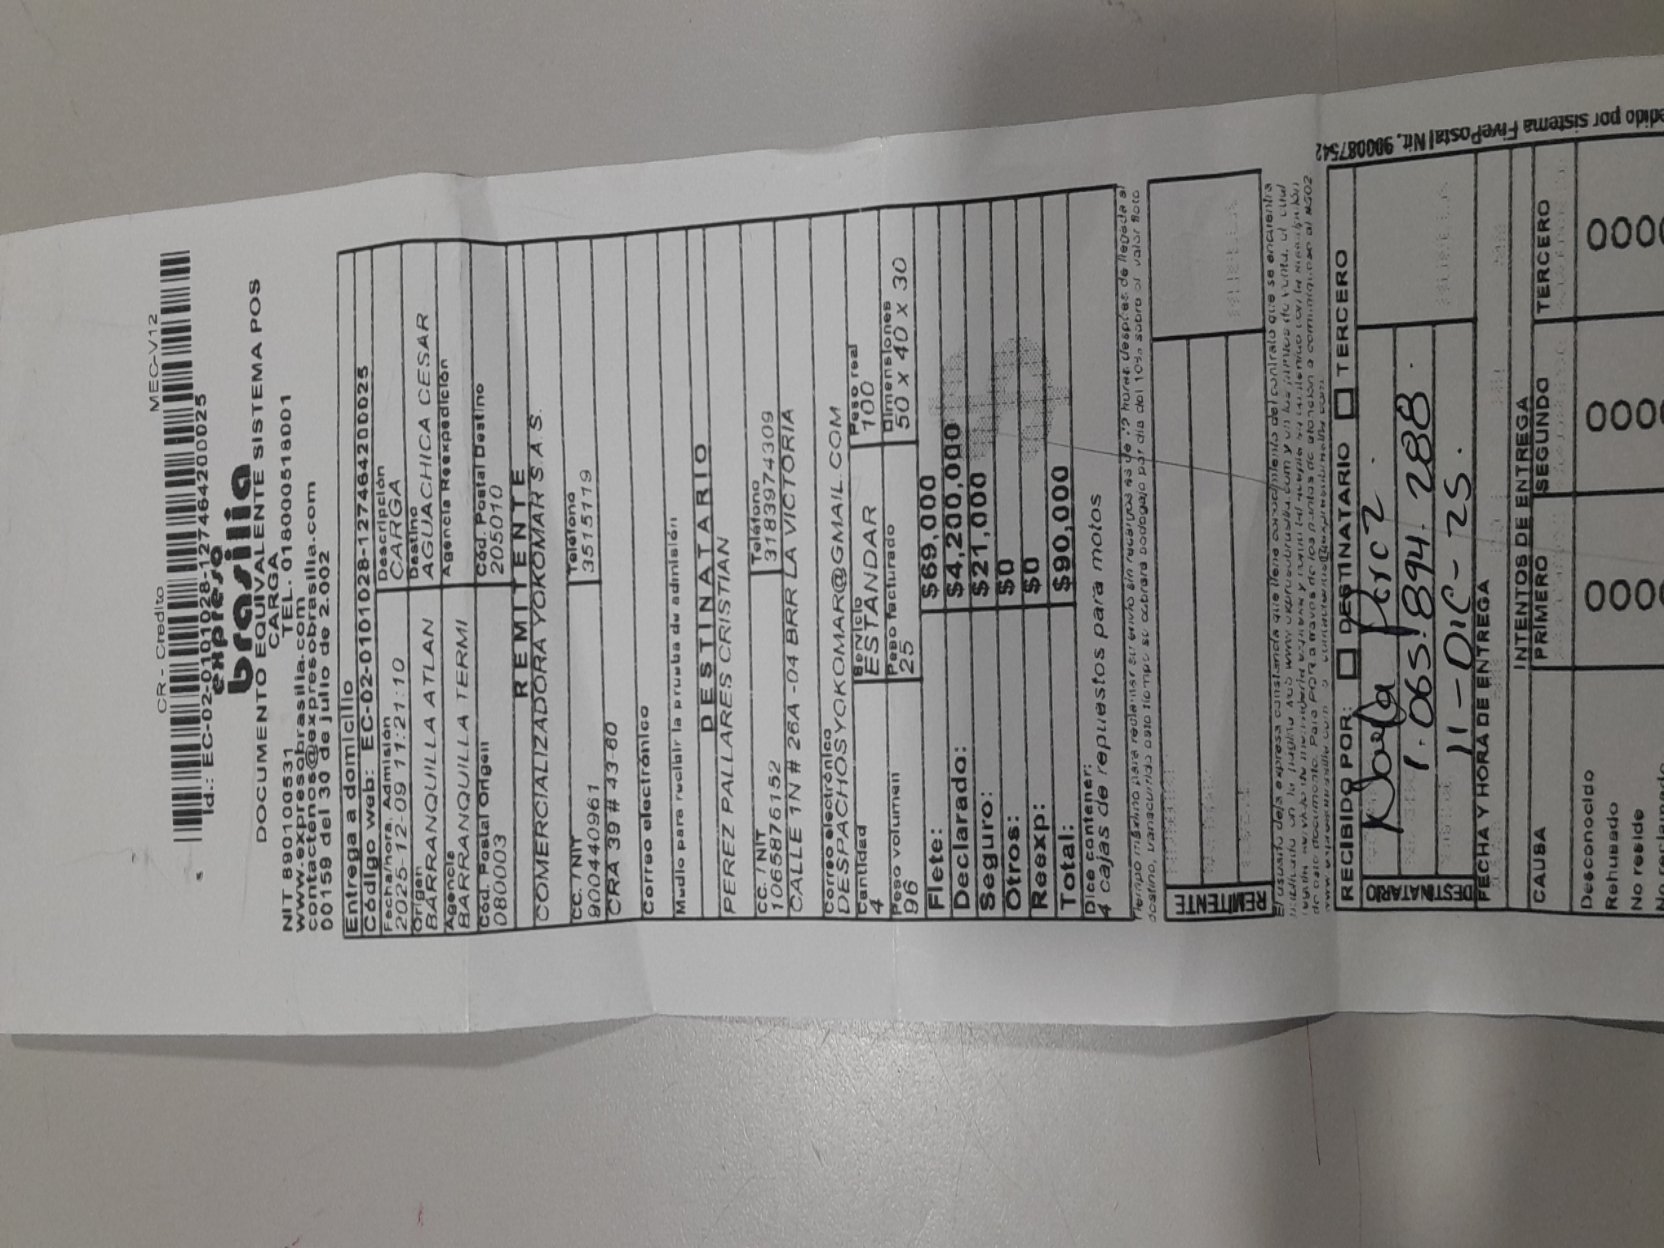 CR - Credito
MEC-V12
Id.: EC-02-0101028-1274642000025
expreso
brasilia
DOCUMENTO EQUIVALENTE SISTEMA POS
CARGA
NIT 890100531 TEL. 018000518001
www.expresobrasilia.com
contactenos@expresobrasilia.com
00159 del 30 de julio de 2.002
Entrega a domicilio
Código web: EC-02-0101028-1274642000025
Fecha/hora, Admisión
2025-12-09 11:21:10
Descripción
CARGA
Origen
BARRANQUILLA ATLAN
Destino
AGUACHICA CESAR
Agencia
BARRANQUILLA TERMI
Agencia Reexpedición
Cód. Postal Origen
080003
Cód. Postal Destino
205010
REMITENTE
COMERCIALIZADORA YOKOMAR S A S.
CC. / NIT
900440961
Teléfono
3515119
CRA 39 # 43-60
Correo electrónico
Medio para recibir la prueba de admisión
DESTINATARIO
PEREZ PALLARES CRISTIAN
CC. / NIT
1065876152
Teléfono
3183974309
CALLE 1N # 26A -04 BRR LA VICTORIA
Correo electrónico
DESPACHOSYOKOMAR@GMAIL.COM
Cantidad
4
Servicio
ESTANDAR
Peso real
100
Peso volumen
96
Peso facturado
25
Dimensiones
50 x 40 x 30
Flete: $69,000
Declarado: $4,200,000
Seguro: $21,000
Otros: $0
Reexp: $0
Total: $90,000
Dice contener:
4 cajas de repuestos para motos
REMITENTE
RECIBIDO POR: DESTINATARIO TERCERO
DESTINATARIO
1.065.894.288.
11-DIC-25.
FECHA Y HORA DE ENTREGA
INTENTOS DE ENTREGA
CAUSA PRIMERO SEGUNDO TERCERO
Desconocido
Rehusado
No reside
No reclamado